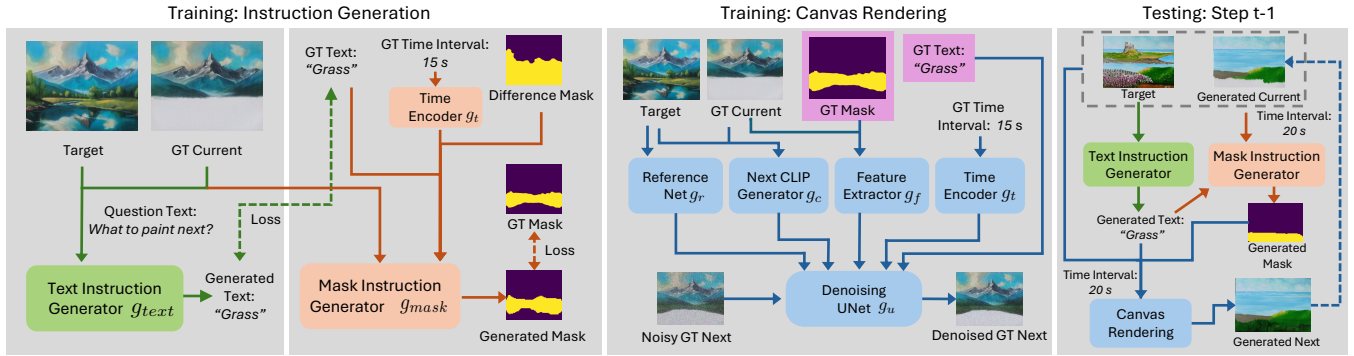 Training: Instruction Generation
Target
GT Current
Question Text:
What to paint next?
Loss
Text Instruction
Generator g_text
Generated
Text:
"Grass"
GT Text:
"Grass"
GT Time Interval:
15 s
Time
Encoder g_t
Difference Mask
GT Mask
Loss
Mask Instruction
Generator g_mask
Generated Mask
Training: Canvas Rendering
Target
GT Current
GT Mask
GT Text:
"Grass"
GT Time
Interval: 15 s
Reference
Net g_r
Next CLIP
Generator g_c
Feature
Extractor g_f
Time
Encoder g_t
Noisy GT Next
Denoising
UNet g_u
Denoised GT Next
Testing: Step t-1
Target
Generated Current
Time Interval:
20 s
Text Instruction
Generator
Mask Instruction
Generator
Generated Text:
"Grass"
Generated
Mask
Time Interval:
20 s
Canvas
Rendering
Generated Next